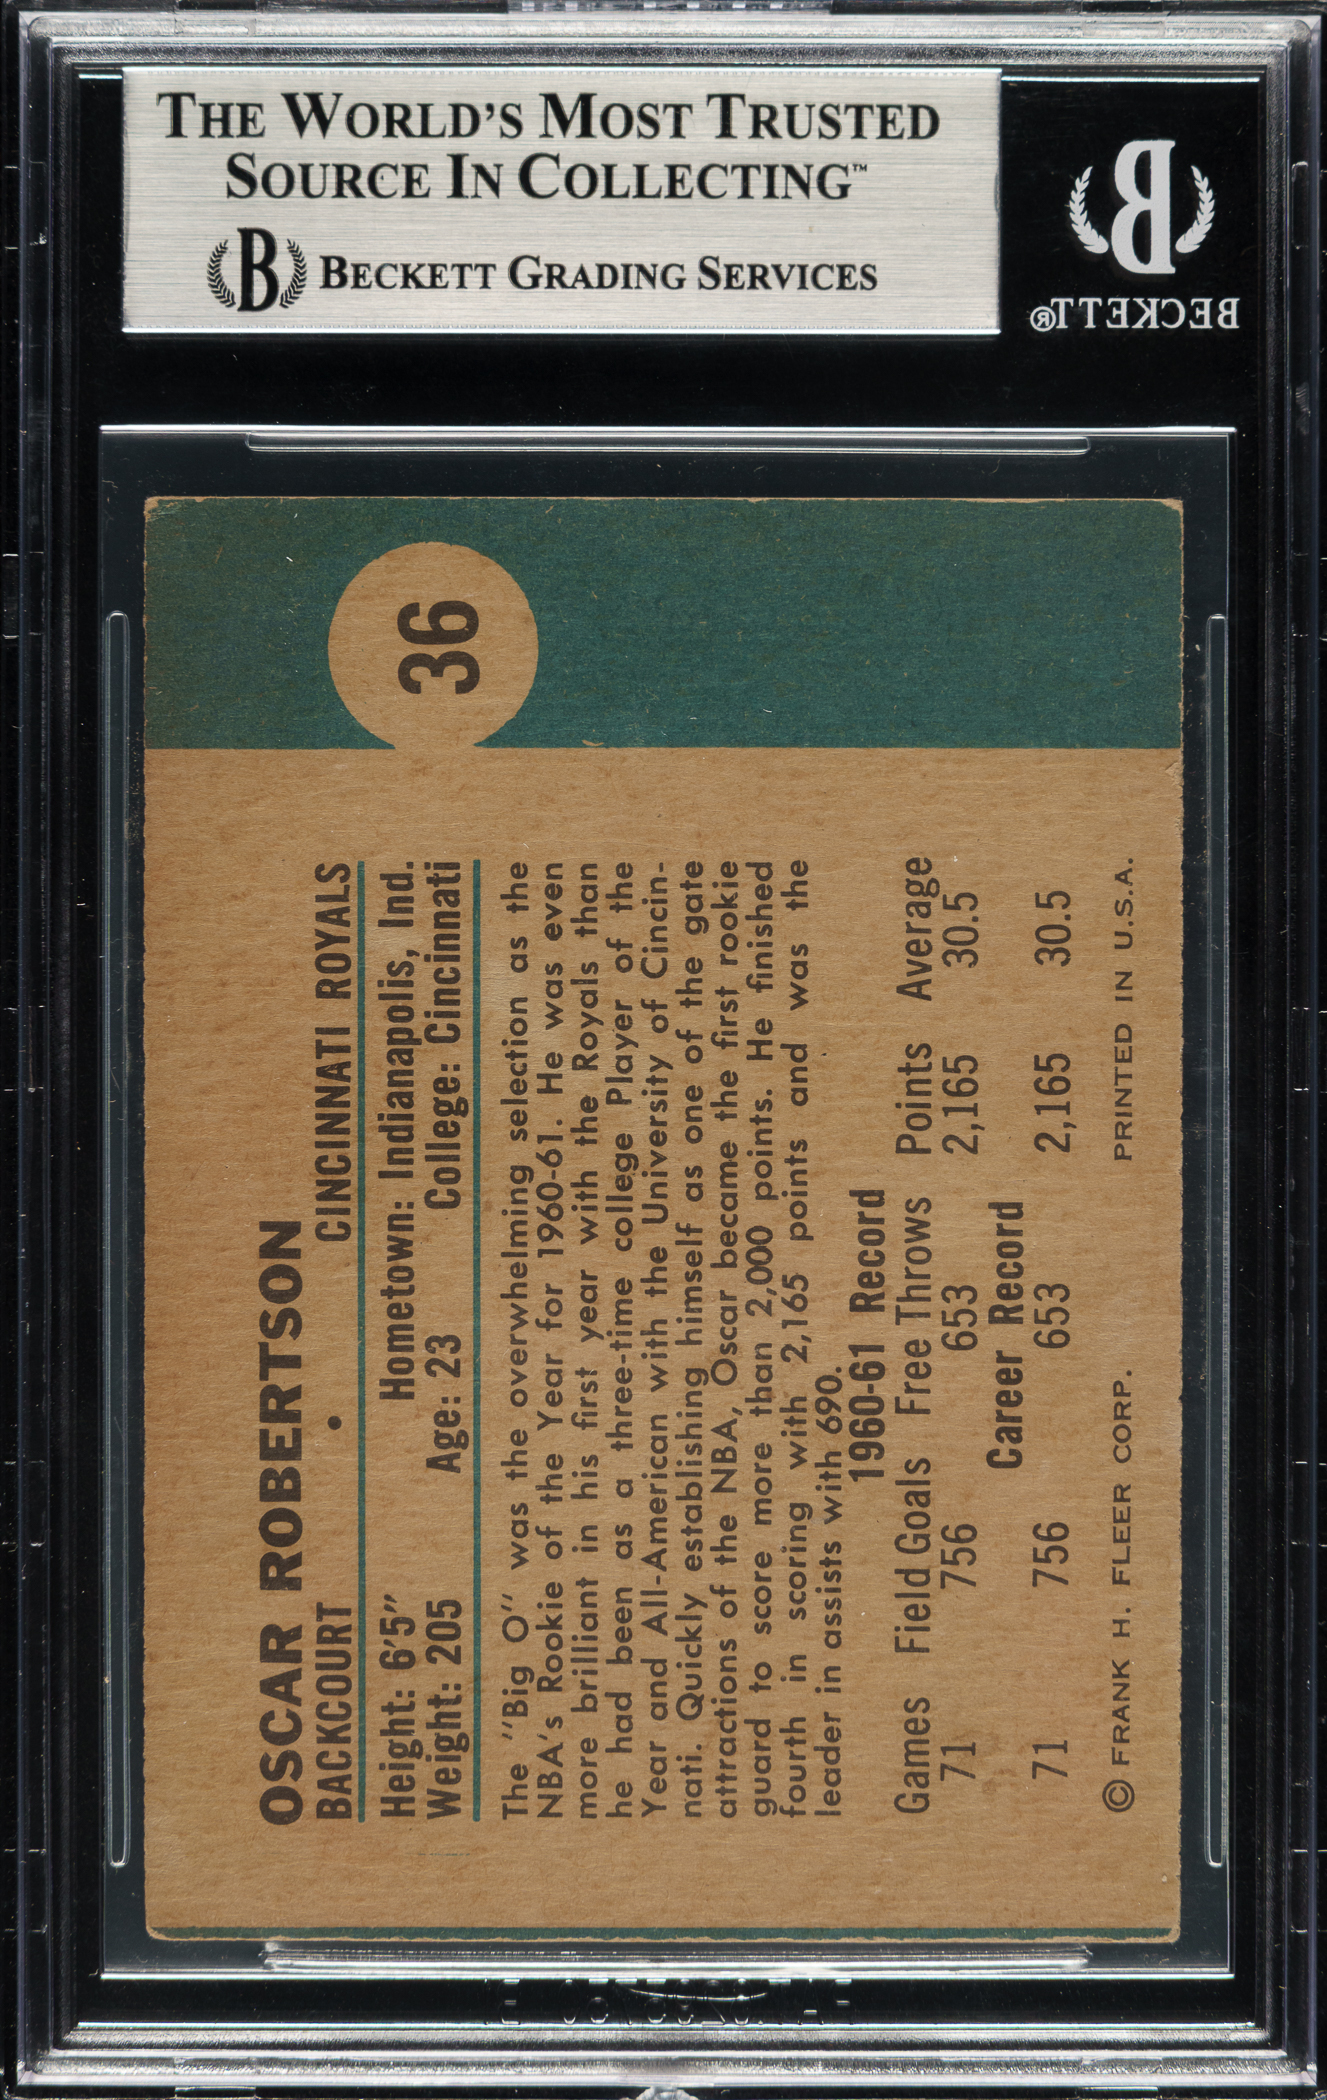 THE WORLD'S MOST TRUSTED
SOURCE IN COLLECTING™
B BECKETT GRADING SERVICES
B
BECKETT®
36
OSCAR ROBERTSON
BACKCOURT • CINCINNATI ROYALS
Height: 6'5" Hometown: Indianapolis, Ind.
Weight: 205 Age: 23 College: Cincinnati
The "Big O" was the overwhelming selection as the
NBA's Rookie of the Year for 1960-61. He was even
more brilliant in his first year with the Royals than
he had been as a three-time college Player of the
Year and All-American with the University of Cincin-
nati. Quickly establishing himself as one of the gate
attractions of the NBA, Oscar became the first rookie
guard to score more than 2,000 points. He finished
fourth in scoring with 2,165 points and was the
leader in assists with 690.
1960-61 Record
Games Field Goals Free Throws Points Average
71 756 653 2,165 30.5
Career Record
71 756 653 2,165 30.5
© FRANK H. FLEER CORP. PRINTED IN U.S.A.